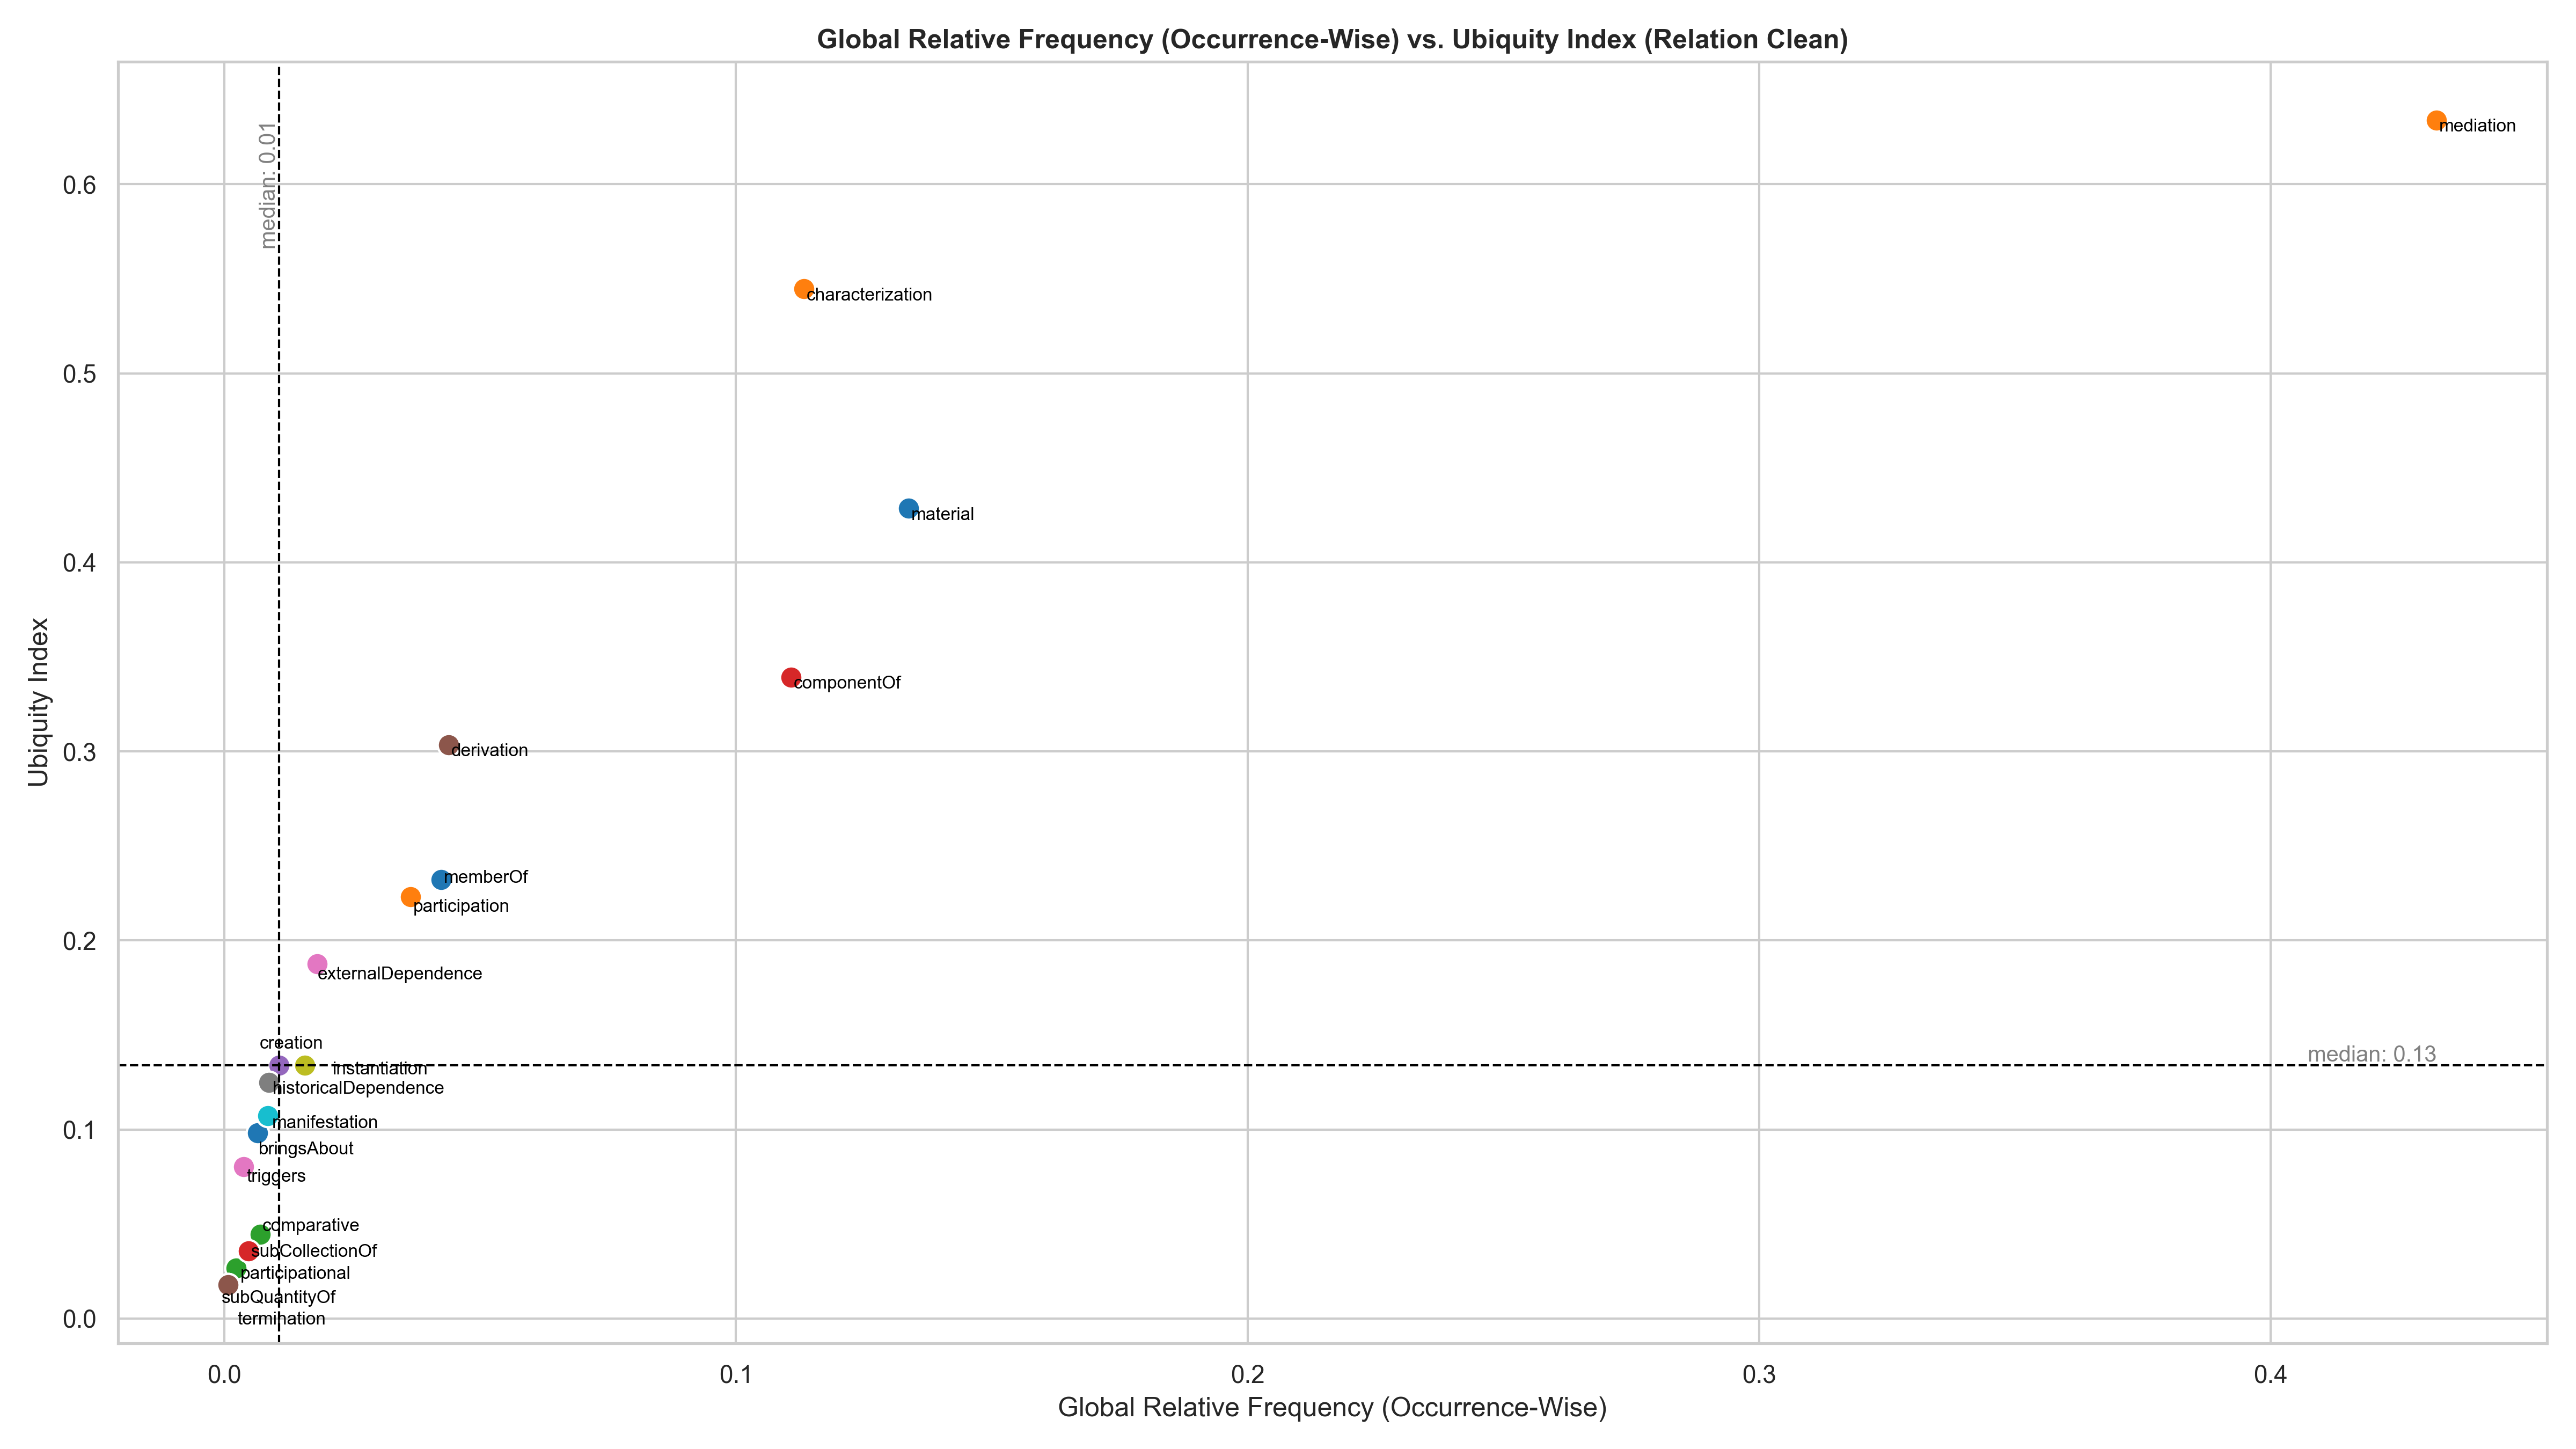 Global Relative Frequency (Occurrence-Wise) vs. Ubiquity Index (Relation Clean)
median: 0.01
mediation
0.6
characterization
0.5
material
0.4
componentOf
Ubiquity Index
derivation
0.3
memberOf
participation
0.2
externalDependence
creation
median: 0.13
instantiation
historicalDependence
manifestation
0.1
bringsAbout
triggers
comparative
subCollectionOf
participational
subQuantityOf
termination
0.0
0.0 0.1 0.2 0.3 0.4
Global Relative Frequency (Occurrence-Wise)